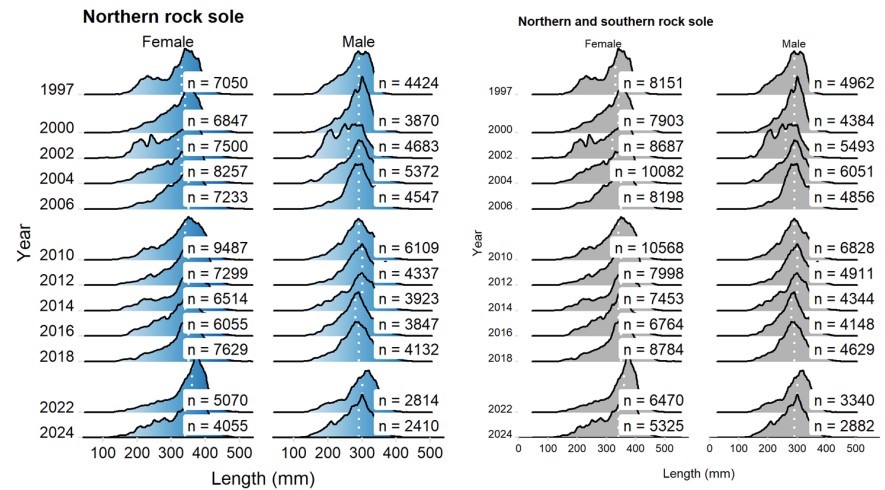 Northern rock sole
Female Male
1997 n = 7050 n = 4424
2000 n = 6847 n = 3870
2002 n = 7500 n = 4683
2004 n = 8257 n = 5372
2006 n = 7233 n = 4547
2010 n = 9487 n = 6109
2012 n = 7299 n = 4337
2014 n = 6514 n = 3923
2016 n = 6055 n = 3847
2018 n = 7629 n = 4132
2022 n = 5070 n = 2814
2024 n = 4055 n = 2410
Year
100 200 300 400 500 100 200 300 400 500
Length (mm)
Northern and southern rock sole
Female Male
1997 n = 8151 n = 4962
2000 n = 7903 n = 4384
2002 n = 8687 n = 5493
2004 n = 10082 n = 6051
2006 n = 8198 n = 4856
2010 n = 10568 n = 6828
2012 n = 7998 n = 4911
2014 n = 7453 n = 4344
2016 n = 6764 n = 4148
2018 n = 8784 n = 4629
2022 n = 6470 n = 3340
2024 n = 5325 n = 2882
Year
0 100 200 300 400 500 0 100 200 300 400 500
Length (mm)